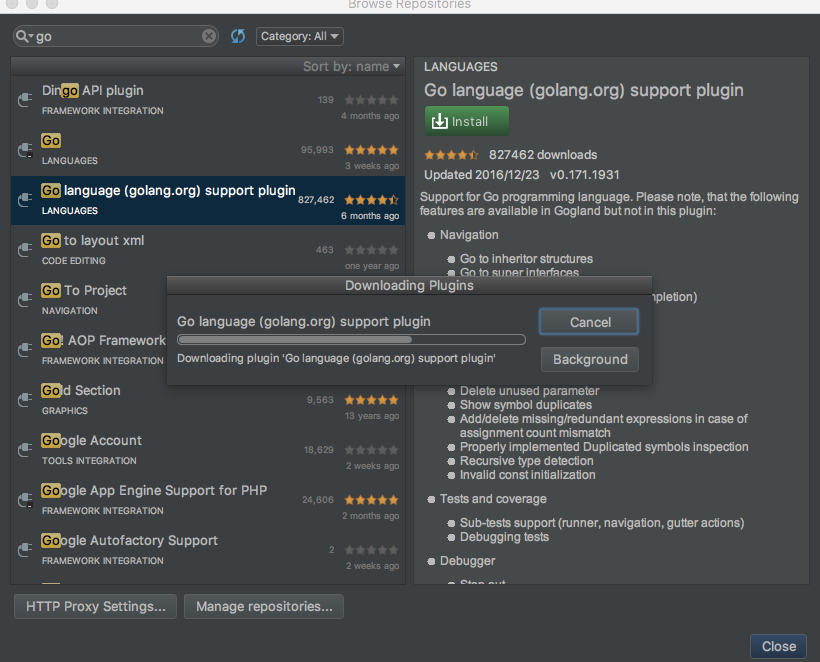 Browse Repositories
go
Category: All
Sort by: name
Dingo API plugin
139
FRAMEWORK INTEGRATION
4 months ago
Go
95,993
LANGUAGES
3 weeks ago
Go language (golang.org) support plugin
827,462
LANGUAGES
6 months ago
Go to layout xml
463
CODE EDITING
one year ago
Go To Project
NAVIGATION
Go! AOP Framework
FRAMEWORK INTEGRATION
Gold Section
9,563
GRAPHICS
13 years ago
Google Account
18,629
TOOLS INTEGRATION
2 weeks ago
Google App Engine Support for PHP
24,606
FRAMEWORK INTEGRATION
2 months ago
Google Autofactory Support
2
FRAMEWORK INTEGRATION
2 weeks ago
HTTP Proxy Settings...
Manage repositories...
LANGUAGES
Go language (golang.org) support plugin
Install
827462 downloads
Updated 2016/12/23 v0.171.1931
Support for Go programming language. Please note, that the following
features are available in Gogland but not in this plugin:
Navigation
Go to inheritor structures
Go to super interfaces
Downloading Plugins
Go language (golang.org) support plugin
Cancel
Downloading plugin 'Go language (golang.org) support plugin'
Background
Delete unused parameter
Show symbol duplicates
Add/delete missing/redundant expressions in case of
assignment count mismatch
Properly implemented Duplicated symbols inspection
Recursive type detection
Invalid const initialization
Tests and coverage
Sub-tests support (runner, navigation, gutter actions)
Debugging tests
Debugger
Close